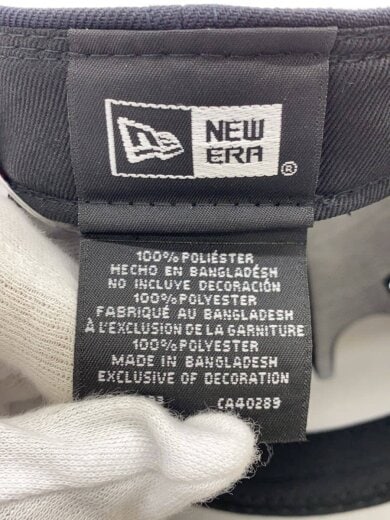 NEW
ERA
®
100% POLIÉSTER
HECHO EN BANGLADÉSH
NO INCLUYE DECORACIÓN
100% POLYESTER
FABRIQUÉ AU BANGLADESH
À L'EXCLUSION DE LA GARNITURE
100% POLYESTER
MADE IN BANGLADESH
EXCLUSIVE OF DECORATION
CA40289